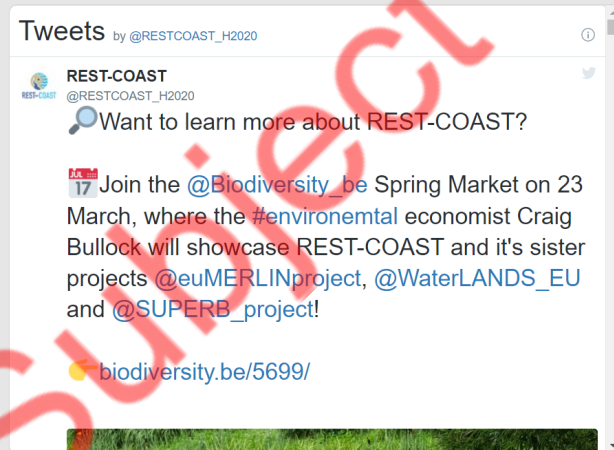 Tweets by @RESTCOAST_H2020
REST-COAST
@RESTCOAST_H2020
REST-COAST
🔎Want to learn more about REST-COAST?
📅Join the @Biodiversity_be Spring Market on 23
March, where the #environemtal economist Craig
Bullock will showcase REST-COAST and it's sister
projects @euMERLINproject, @WaterLANDS_EU
and @SUPERB_project!
👉biodiversity.be/5699/
Subject